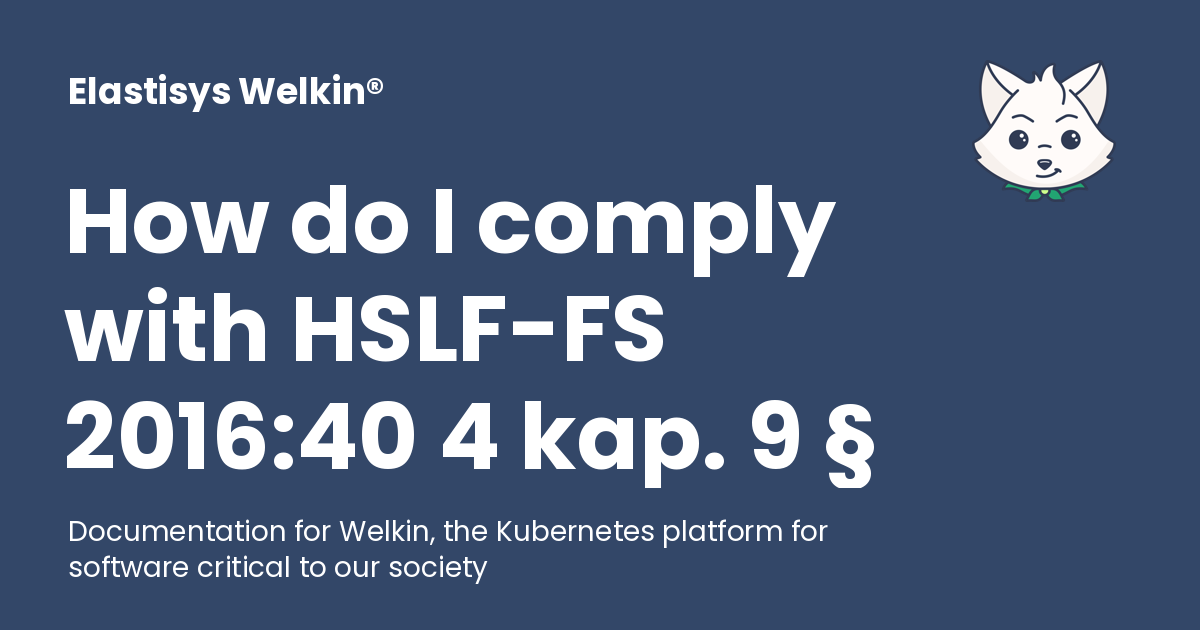 Elastisys Welkin®
How do I comply
with HSLF-FS
2016:40 4 kap. 9 §
Documentation for Welkin, the Kubernetes platform for
software critical to our society